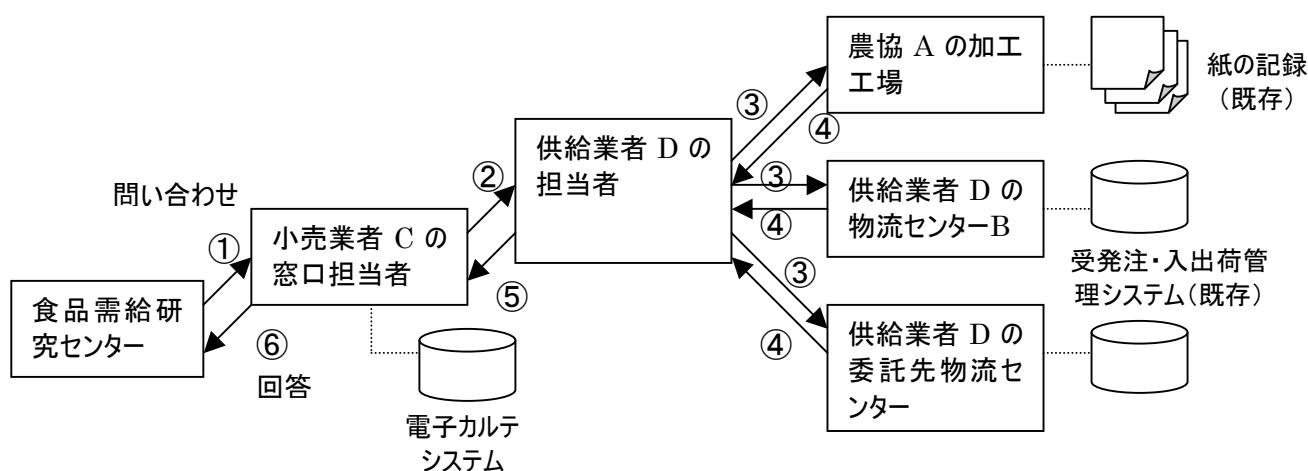 農協 A の加工
工場
紙の記録
（既存）
③
④
供給業者 D の
担当者
②
③
④
供給業者 D の
物流センターB
問い合わせ
①
小売業者 C の
窓口担当者
③
受発注・入出荷管
理システム（既存）
⑤
食品需給研
究センター
④
供給業者 D の
委託先物流セ
ンター
⑥
回答
電子カルテ
システム